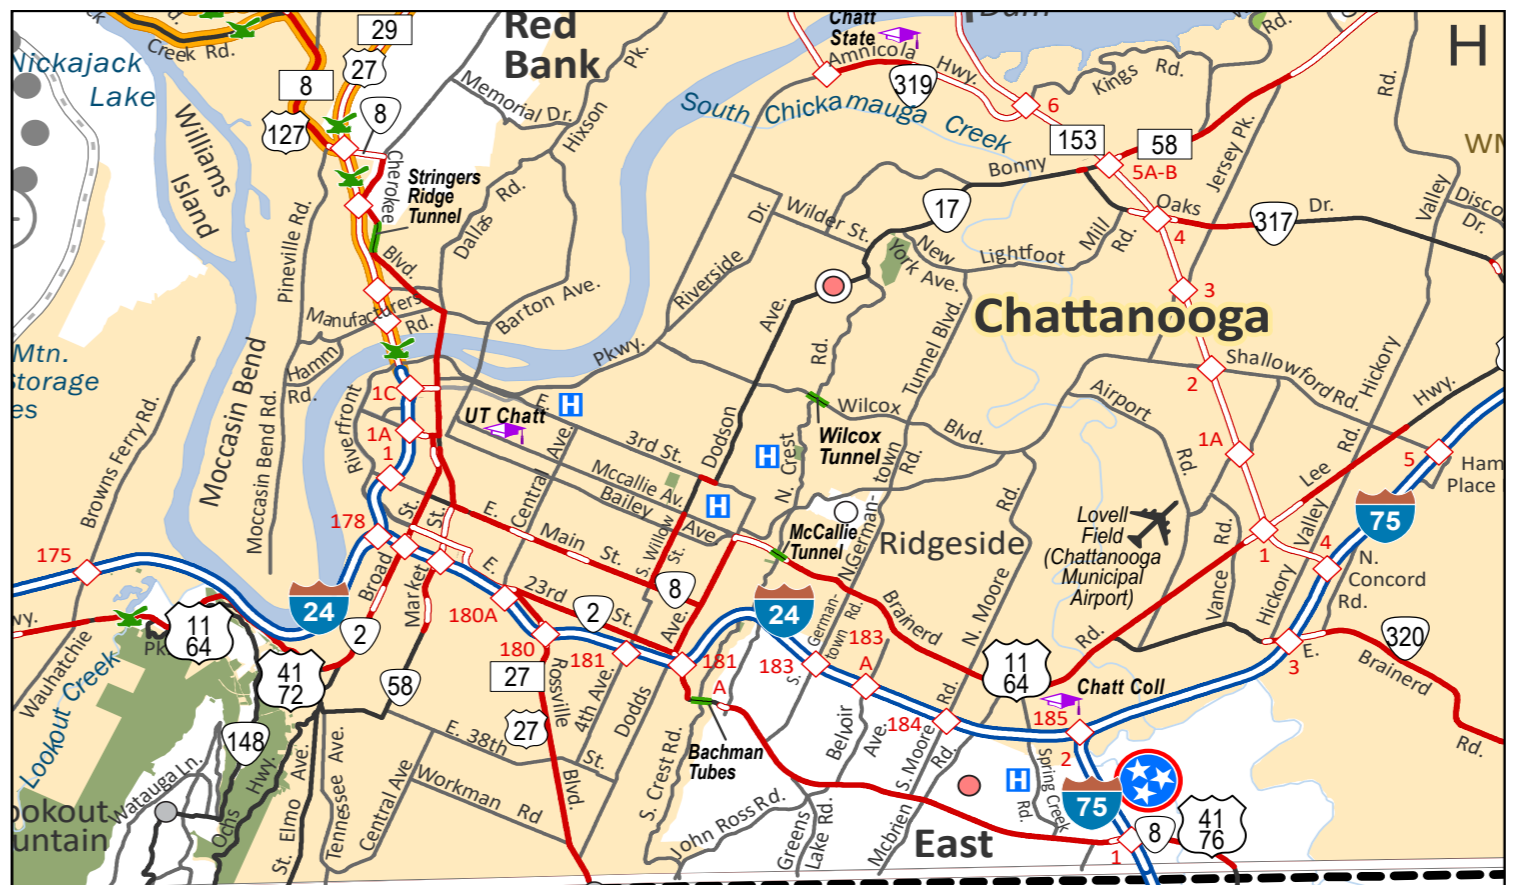 Creek Rd.
Rd.
29
Red
Bank
Pk.
Chatt
State
Amnicola
Hwy.
319
Dam
Rd.
H
Nickajack
Lake
8
27
8
127
Memorial Dr.
Hixson
South Chickamauga Creek
6
Kings Rd.
Rd.
153
58
Bonny
5A-B
Jersey Pk.
Williams
Island
Cherokee
Stringers
Ridge
Tunnel
Blvd.
Dallas Rd.
Dr.
Wilder St.
17
New
York Ave.
Lightfoot
Mill
Rd.
Oaks
4
317
Dr.
Valley
Disco
Dr.
WM
Pineville Rd.
Riverside
Chattanooga
3
Manufacturers
Rd.
Barton Ave.
Ave.
Rd.
Tunnel Blvd.
Hamm
Rd.
Pkwy.
Mtn.
Storage
es
Moccasin Bend
Moccasin Bend Rd.
Browns Ferry Rd.
Riverfront
1C
1A
1
UT Chatt
E.
H
3rd St.
Dodson
H
N. Crest
Wilcox
Blvd.
Wilcox
Tunnel
Shallowford Rd.
2
Hickory
Hwy.
Airport
Rd.
1A
Lee
Rd.
5
Ham
Place
75
Mccallie Av.
Bailey
Ave
H
Central
Ave.
178
St.
St.
E.
Main
St.
S. Willow
St.
McCallie
Tunnel
German-
town
Rd.
N.
Ridgeside
Rd.
Lovell
Field
(Chattanooga
Municipal
Airport)
Valley
1
4
N.
Concord
Rd.
175
24
Broad
Market
E.
23rd
St.
2
8
180A
180
181
24
181
A
Ave.
German-
town Rd.
183
183
A
Brainerd
N. Moore
Rd.
Vance
Rd.
Hickory
3
E.
320
Brainerd
Rd.
wy.
Wauhatchie
Pk
11
64
41
72
2
58
27
27
Rossville
Blvd.
4th Ave.
Dodds
S.
184
Rd.
11
64
Chatt Coll
185
2
Lookout Creek
148
Hwy.
Ochs
Watauga Ln.
E. 38th
St.
Workman Rd
Central Ave
Tennessee Ave.
St. Elmo Ave.
S. Crest Rd.
Bachman
Tubes
Belvoir
Ave.
S. Moore
Rd.
H
Spring Creek
Rd.
75
8
41
76
1
ookout
untain
John Ross Rd.
Greens
Lake Rd.
Mcbrien
East